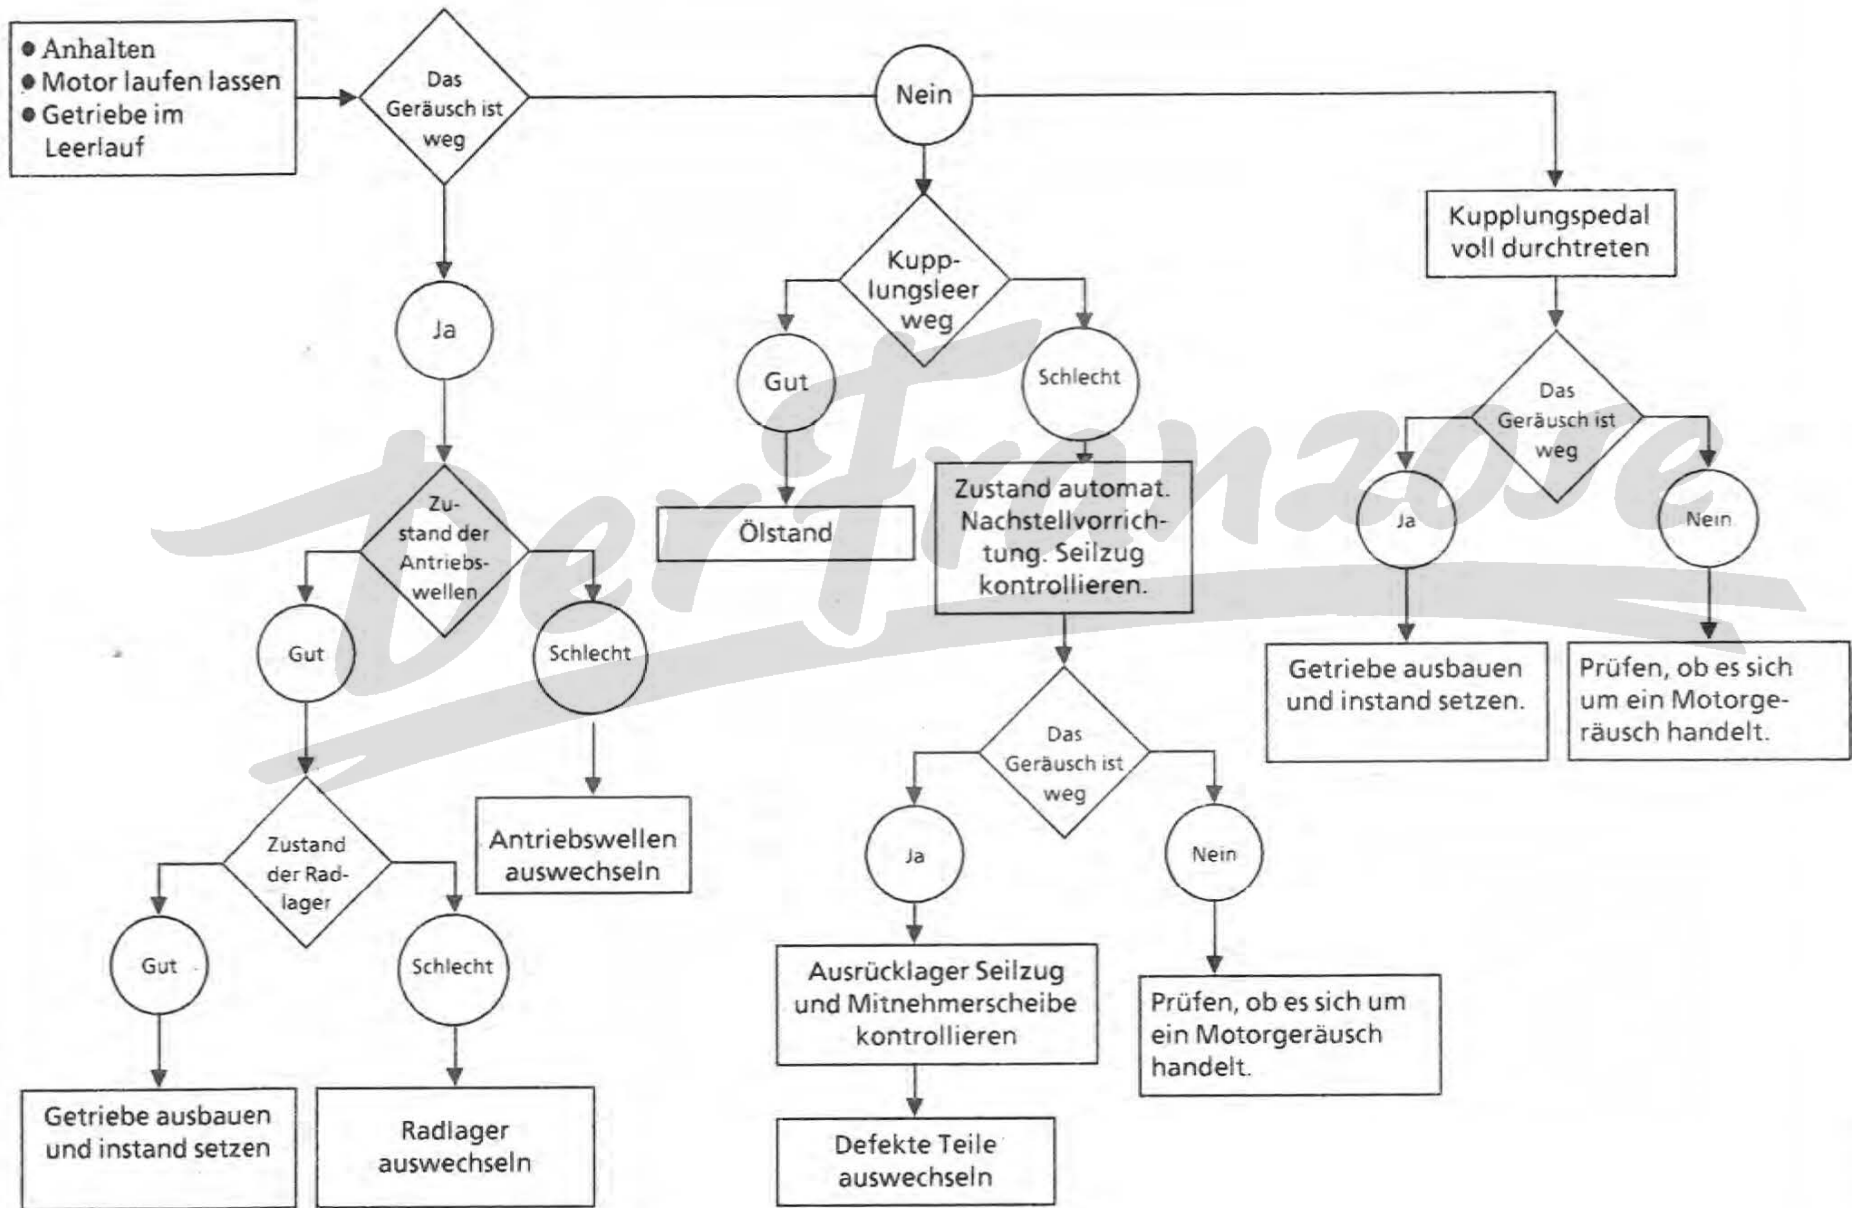 ● Anhalten
● Motor laufen lassen
● Getriebe im
Leerlauf
Das
Geräusch ist
weg
Nein
Ja
Kupp-
lungsleer
weg
Kupplungspedal
voll durchtreten
Gut
Schlecht
Das
Geräusch ist
weg
Zu-
stand der
Antriebs-
wellen
Ölstand
Zustand automat.
Nachstellvorrich-
tung. Seilzug
kontrollieren.
Ja
Nein
Gut
Schlecht
Das
Geräusch ist
weg
Getriebe ausbauen
und instand setzen.
Prüfen, ob es sich
um ein Motorge-
räusch handelt.
Zustand
der Rad-
lager
Antriebswellen
auswechseln
Ja
Nein
Gut
Schlecht
Ausrücklager Seilzug
und Mitnehmerscheibe
kontrollieren
Prüfen, ob es sich um
ein Motorgeräusch
handelt.
Getriebe ausbauen
und instand setzen
Radlager
auswechseln
Defekte Teile
auswechseln
Der Franzose